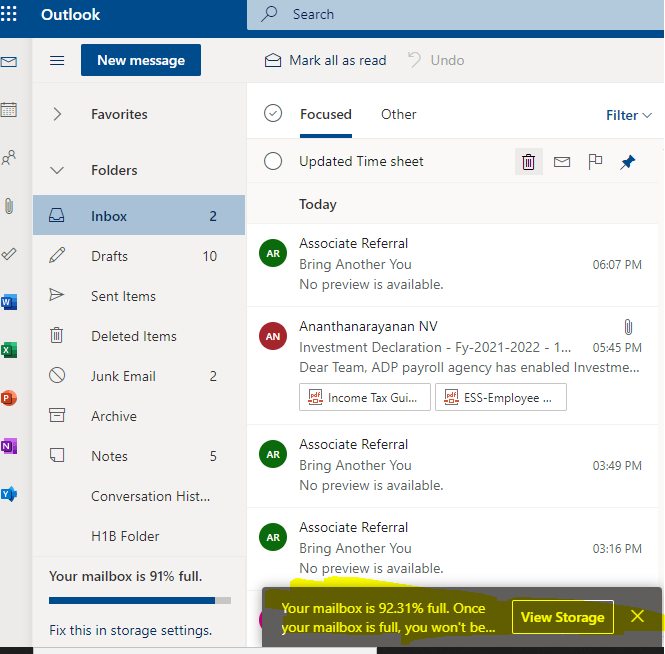 Outlook
Search
New message
Mark all as read
Undo
Favorites
Focused
Other
Filter
Folders
Updated Time sheet
Today
Inbox 2
Drafts 10
Sent Items
Deleted Items
Junk Email 2
Archive
Notes 5
Conversation Hist...
H1B Folder
Your mailbox is 91% full.
Fix this in storage settings.
AR
Associate Referral
Bring Another You 06:07 PM
No preview is available.
AN
Ananthanarayanan NV
Investment Declaration - Fy-2021-2022 - 1... 05:45 PM
Dear Team, ADP payroll agency has enabled Investme...
pdf Income Tax Gui...
pdf ESS-Employee ...
AR
Associate Referral
Bring Another You 03:49 PM
No preview is available.
AR
Associate Referral
Bring Another You 03:16 PM
No preview is available.
Your mailbox is 92.31% full. Once
your mailbox is full, you won't be...
View Storage
W
X
P
N
Y